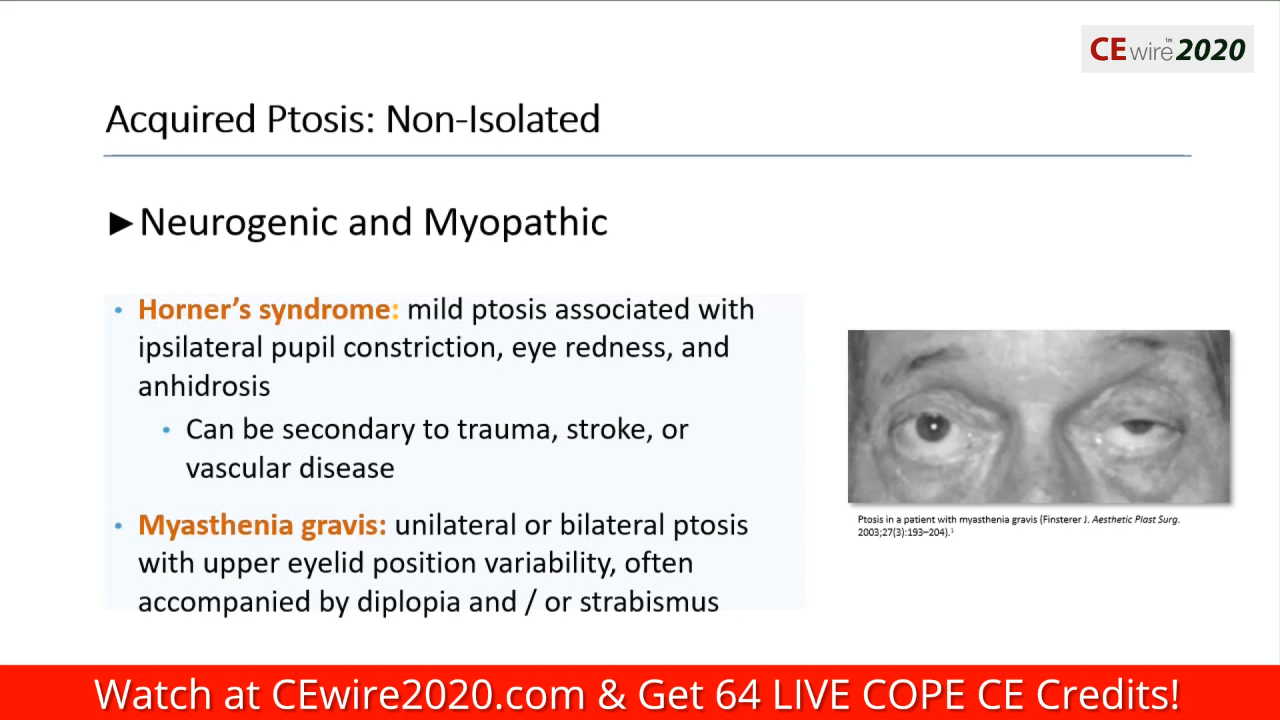 CEwire™2020
Acquired Ptosis: Non-Isolated
►Neurogenic and Myopathic
• Horner’s syndrome: mild ptosis associated with
ipsilateral pupil constriction, eye redness, and
anhidrosis
• Can be secondary to trauma, stroke, or
vascular disease
• Myasthenia gravis: unilateral or bilateral ptosis
with upper eyelid position variability, often
accompanied by diplopia and / or strabismus
Ptosis in a patient with myasthenia gravis (Finsterer J. Aesthetic Plast Surg.
2003;27(3):193–204).¹
Watch at CEwire2020.com & Get 64 LIVE COPE CE Credits!